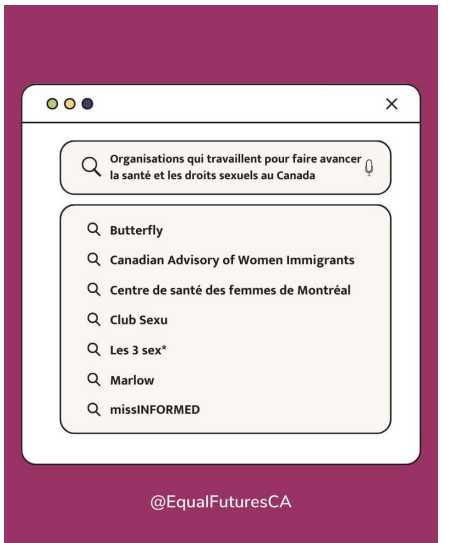 Organisations qui travaillent pour faire avancer
la santé et les droits sexuels au Canada
Butterfly
Canadian Advisory of Women Immigrants
Centre de santé des femmes de Montréal
Club Sexu
Les 3 sex*
Marlow
missINFORMED
@EqualFuturesCA